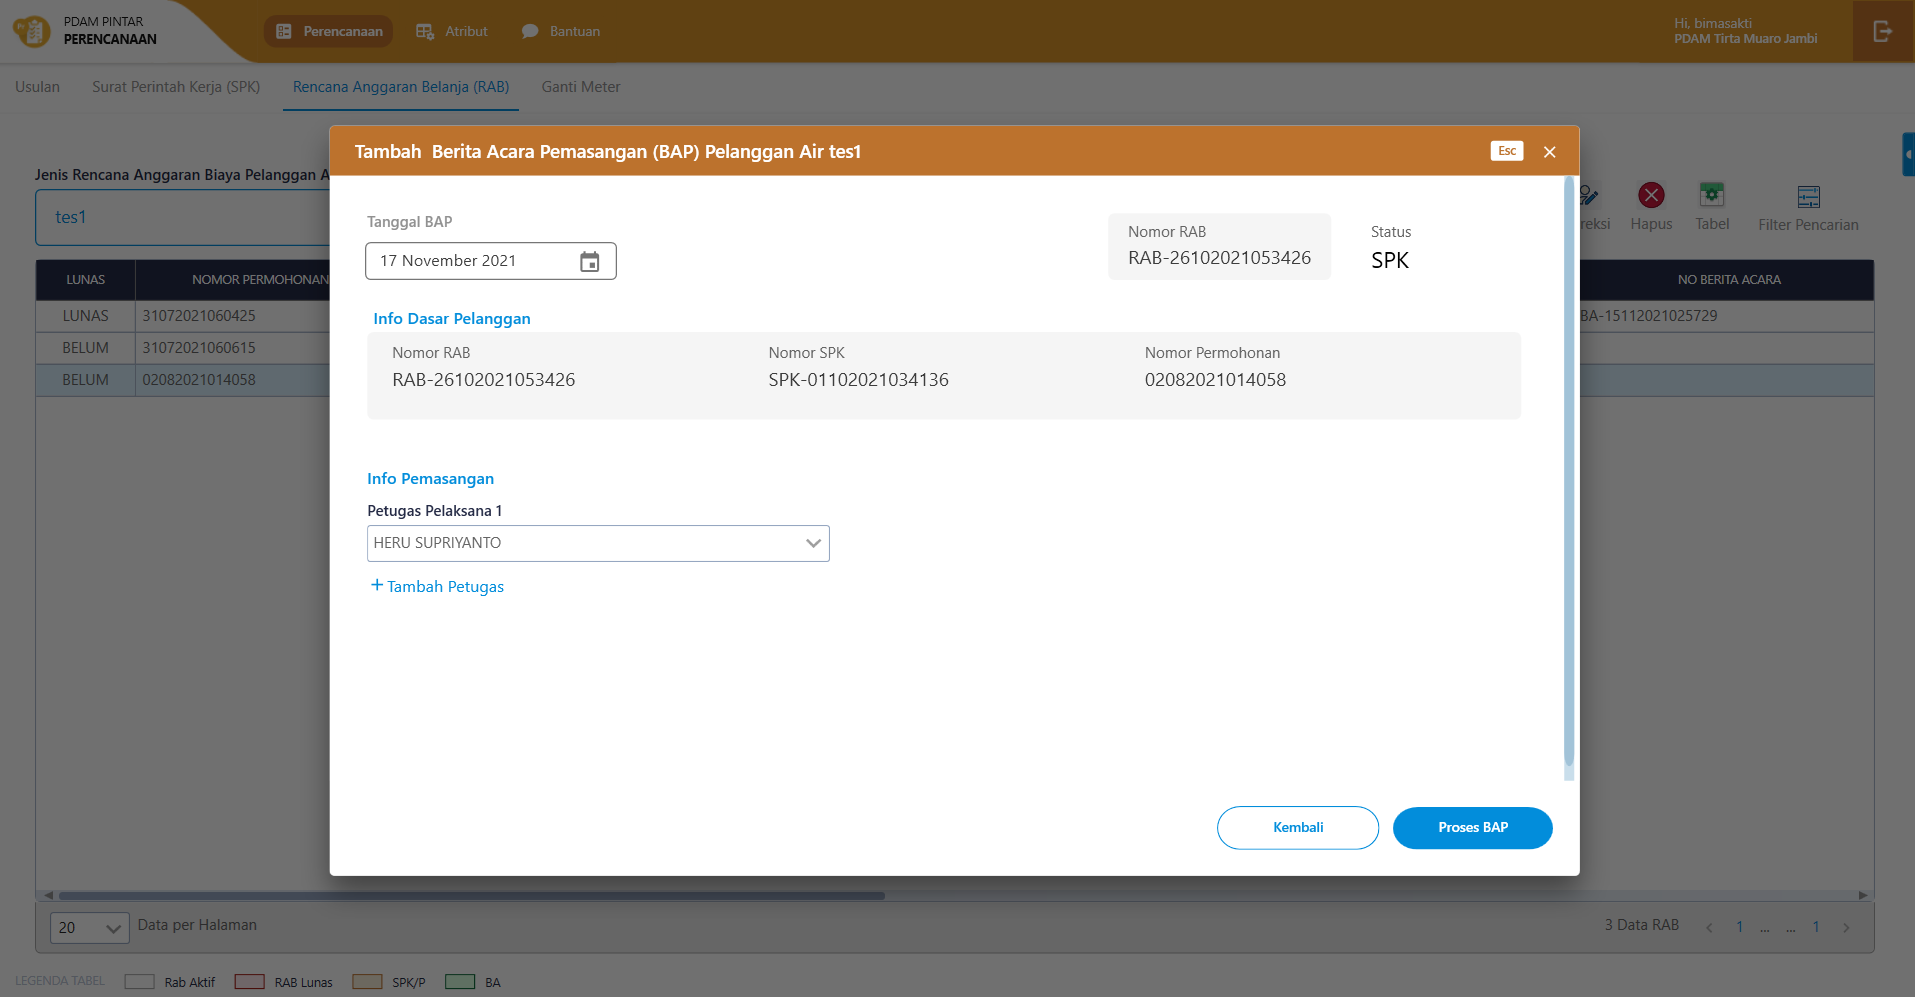 PDAM PINTAR
PERENCANAAN
Perencanaan
Atribut
Bantuan
Hi, bimasakti
PDAM Tirta Muaro Jambi
Usulan
Surat Perintah Kerja (SPK)
Rencana Anggaran Belanja (RAB)
Ganti Meter
Tambah Berita Acara Pemasangan (BAP) Pelanggan Air tes1
Esc
Jenis Rencana Anggaran Biaya Pelanggan A
tes1
reksi
Hapus
Tabel
Filter Pencarian
Tanggal BAP
17 November 2021
Nomor RAB
RAB-26102021053426
Status
SPK
LUNAS
NOMOR PERMOHONAN
NO BERITA ACARA
LUNAS
31072021060425
BA-15112021025729
BELUM
31072021060615
BELUM
02082021014058
Info Dasar Pelanggan
Nomor RAB
RAB-26102021053426
Nomor SPK
SPK-01102021034136
Nomor Permohonan
02082021014058
Info Pemasangan
Petugas Pelaksana 1
HERU SUPRIYANTO
+ Tambah Petugas
Kembali
Proses BAP
20
Data per Halaman
3 Data RAB
< 1 ... ... 1 >
LEGENDA TABEL
Rab Aktif
RAB Lunas
SPK/P
BA